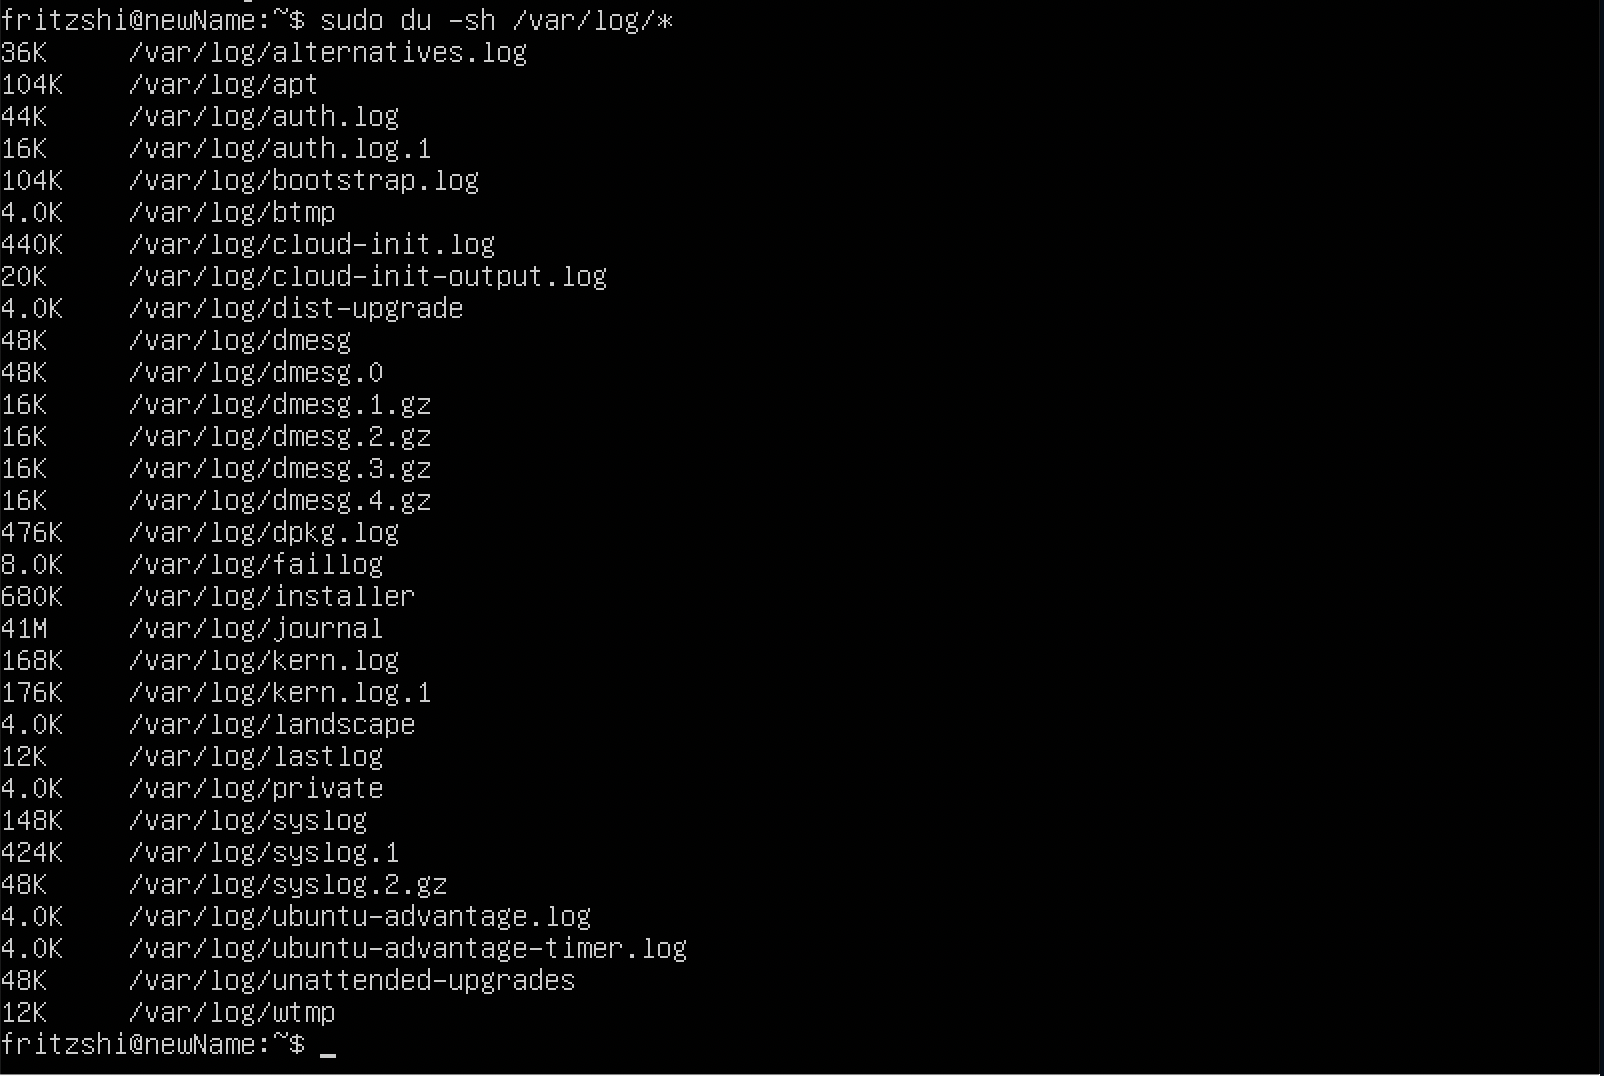 fritzshi@newName:~$ sudo du -sh /var/log/*
36K     /var/log/alternatives.log
104K    /var/log/apt
44K     /var/log/auth.log
16K     /var/log/auth.log.1
104K    /var/log/bootstrap.log
4.0K    /var/log/btmp
440K    /var/log/cloud-init.log
20K     /var/log/cloud-init-output.log
4.0K    /var/log/dist-upgrade
48K     /var/log/dmesg
48K     /var/log/dmesg.0
16K     /var/log/dmesg.1.gz
16K     /var/log/dmesg.2.gz
16K     /var/log/dmesg.3.gz
16K     /var/log/dmesg.4.gz
476K    /var/log/dpkg.log
8.0K    /var/log/faillog
680K    /var/log/installer
41M     /var/log/journal
168K    /var/log/kern.log
176K    /var/log/kern.log.1
4.0K    /var/log/landscape
12K     /var/log/lastlog
4.0K    /var/log/private
148K    /var/log/syslog
424K    /var/log/syslog.1
48K     /var/log/syslog.2.gz
4.0K    /var/log/ubuntu-advantage.log
4.0K    /var/log/ubuntu-advantage-timer.log
48K     /var/log/unattended-upgrades
12K     /var/log/wtmp
fritzshi@newName:~$ _